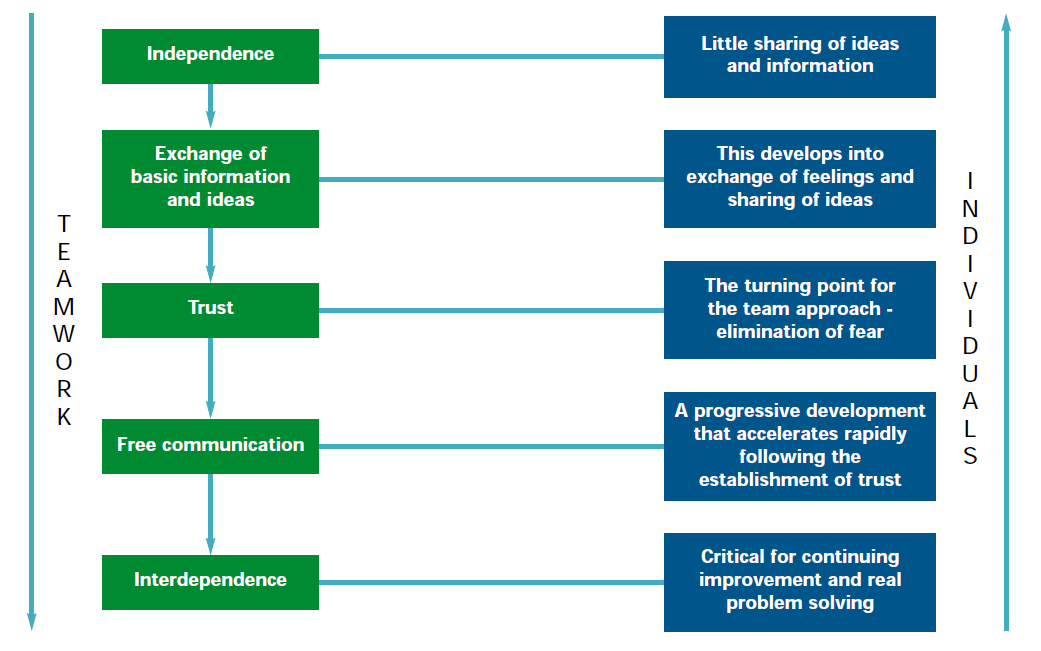 Independence
Little sharing of ideas
and information
Exchange of
basic information
and ideas
This develops into
exchange of feelings and
sharing of ideas
Trust
The turning point for
the team approach -
elimination of fear
Free communication
A progressive development
that accelerates rapidly
following the
establishment of trust
Interdependence
Critical for continuing
improvement and real
problem solving
TEAMWORK
INDIVIDUALS